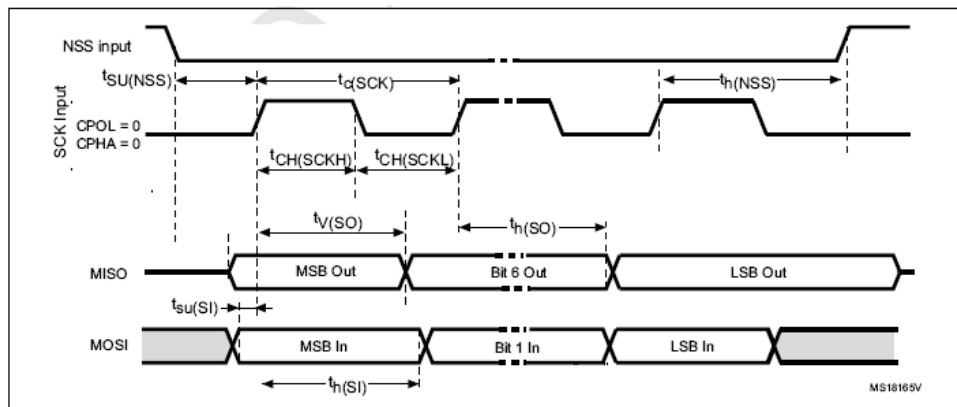 NSS input
tSU(NSS)
tc(SCK)
th(NSS)
SCK Input
CPOL = 0
CPHA = 0
tCH(SCKH)
tCH(SCKL)
tV(SO)
th(SO)
MISO
MSB Out
Bit 6 Out
LSB Out
tsu(SI)
MOSI
MSB In
Bit 1 In
LSB In
th(SI)
MS18165V